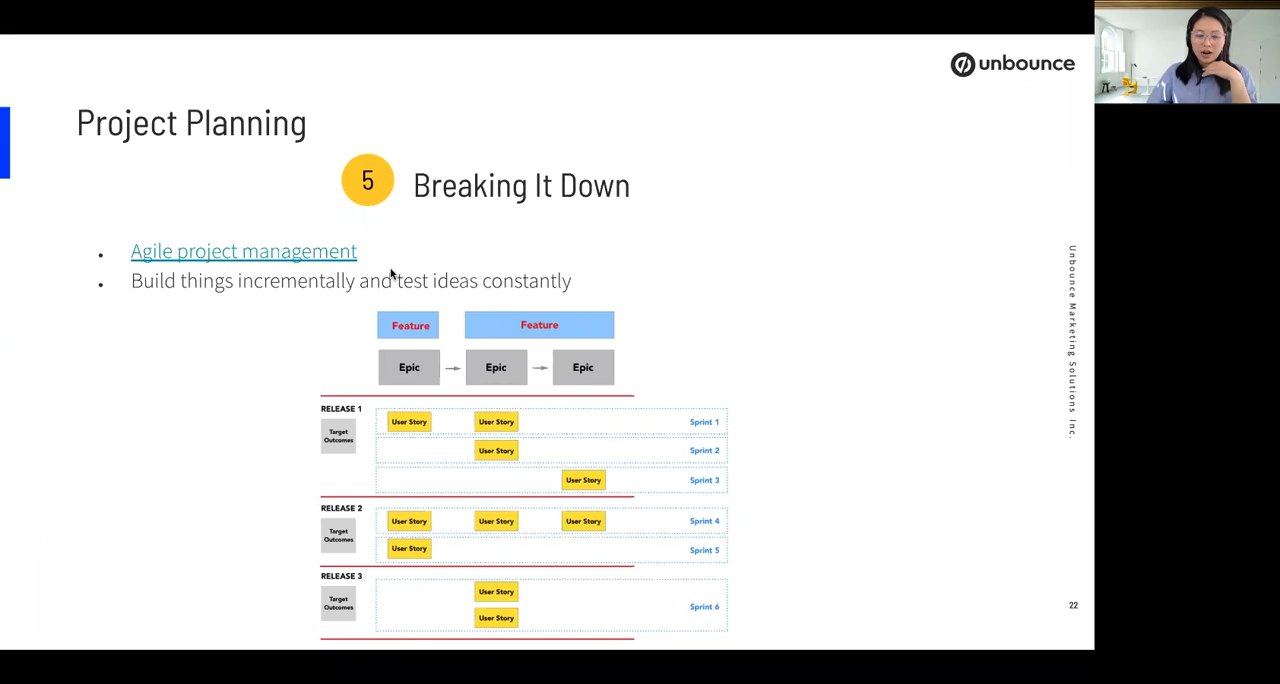 unbounce
Project Planning
5
Breaking It Down
• Agile project management
• Build things incrementally and test ideas constantly
Feature
Feature
Epic
Epic
Epic
RELEASE 1
Target
Outcomes
User Story
User Story
Sprint 1
User Story
Sprint 2
User Story
Sprint 3
RELEASE 2
Target
Outcomes
User Story
User Story
User Story
Sprint 4
User Story
Sprint 5
RELEASE 3
Target
Outcomes
User Story
User Story
Sprint 6
Unbounce Marketing Solutions Inc.
22